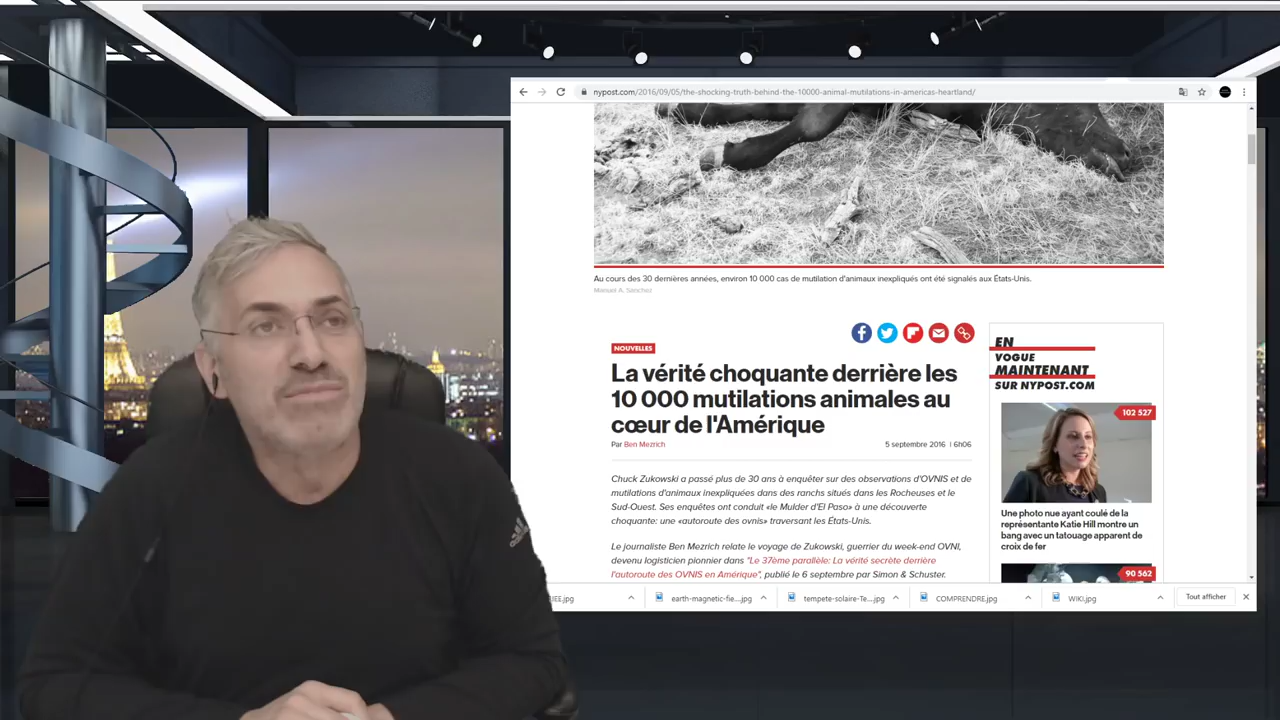 nypost.com/2016/09/05/the-shocking-truth-behind-the-10000-animal-mutilations-in-americas-heartland/
Au cours des 30 dernières années, environ 10 000 cas de mutilation d'animaux inexpliqués ont été signalés aux États-Unis.
Manuel A. Sanchez
NOUVELLES
La vérité choquante derrière les
10 000 mutilations animales au
cœur de l'Amérique
Par Ben Mezrich
5 septembre 2016 | 6h06
Chuck Zukowski a passé plus de 30 ans à enquêter sur des observations d'OVNIS et de
mutilations d'animaux inexpliquées dans des ranchs situés dans les Rocheuses et le
Sud-Ouest. Ses enquêtes ont conduit «le Mulder d'El Paso» à une découverte
choquante: une «autoroute des ovnis» traversant les États-Unis.
Le journaliste Ben Mezrich relate le voyage de Zukowski, guerrier du week-end OVNI,
devenu logisticien pionnier dans "Le 37ème parallèle: La vérité secrète derrière
l'autoroute des OVNIS en Amérique", publié le 6 septembre par Simon & Schuster.
EN
VOGUE
MAINTENANT
SUR NYPOST.COM
102 527
Une photo nue ayant coulé de la
représentante Katie Hill montre un
bang avec un tatouage apparent de
croix de fer
90 562
adidas
UEE.jpg
earth-magnetic-fie....jpg
tempete-solaire-Te....jpg
COMPRENDRE.jpg
WIKI.jpg
Tout afficher